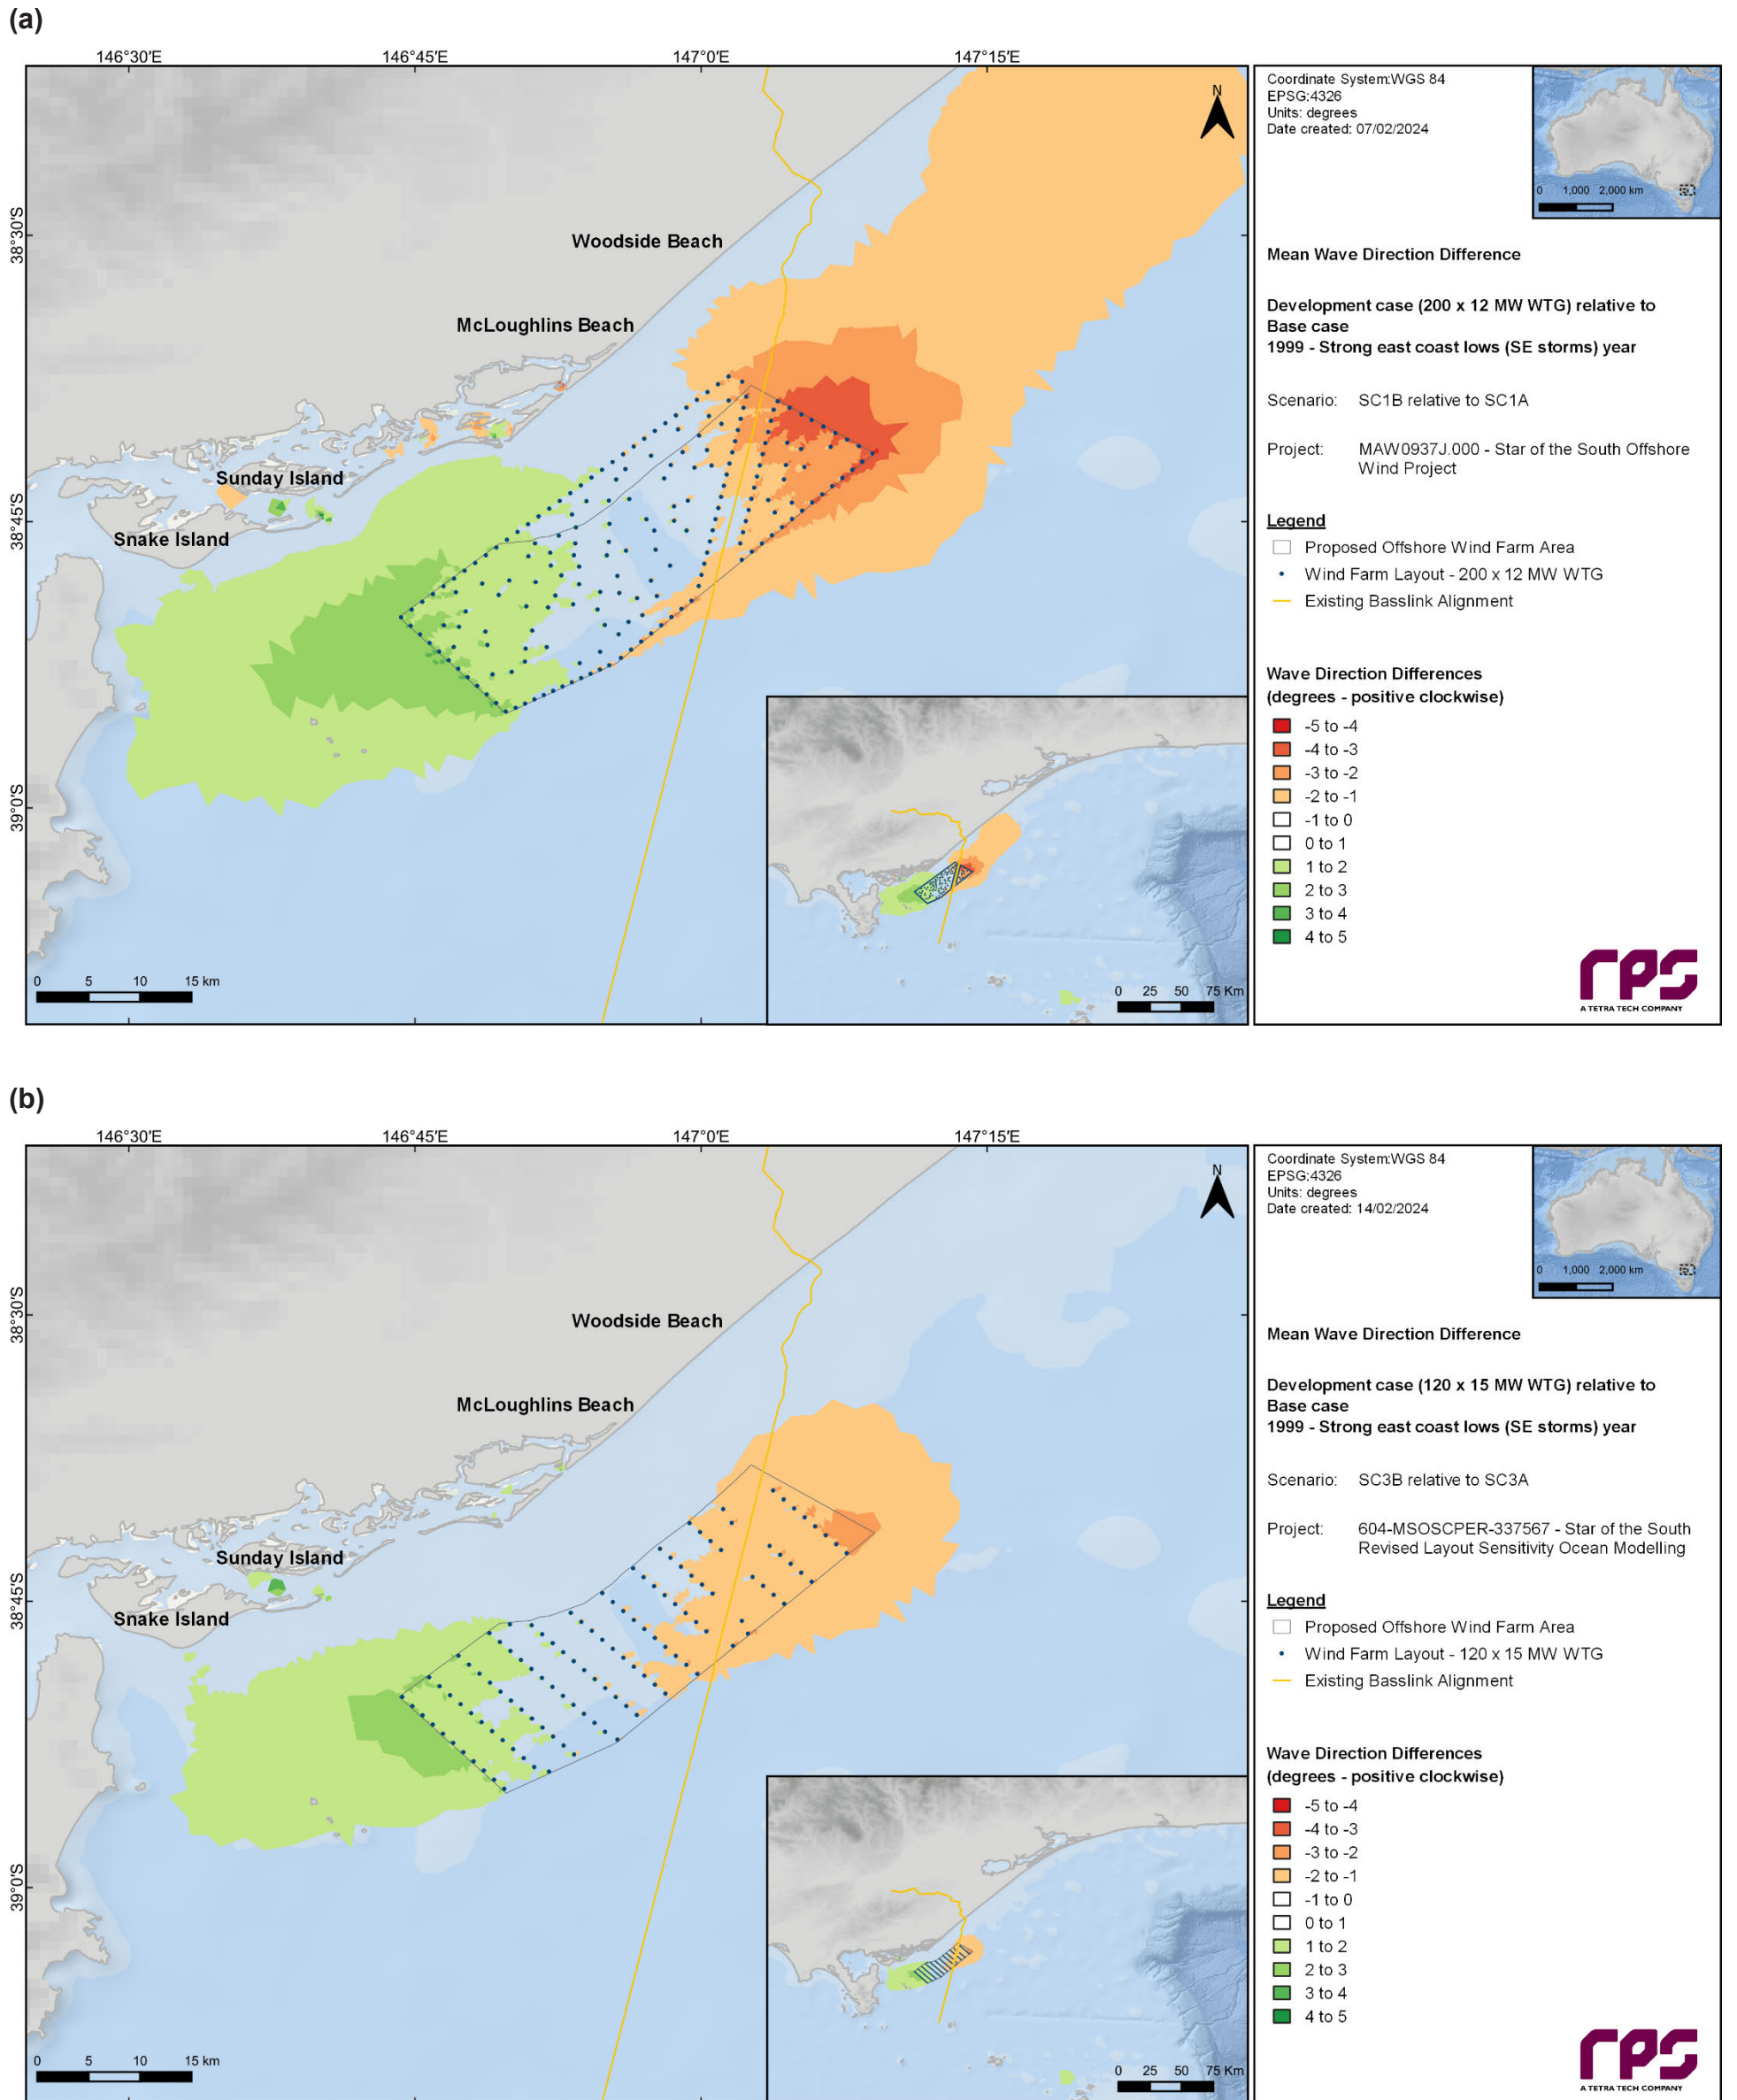 (a)
146°30'E
146°45'E
147°0'E
147°15'E
38°30'S
38°45'S
39°0'S
N
Woodside Beach
McLoughlins Beach
Sunday Island
Snake Island
0 5 10 15 km
0 25 50 75 Km
Coordinate System:WGS 84
EPSG:4326
Units: degrees
Date created: 07/02/2024
0 1,000 2,000 km
Mean Wave Direction Difference
Development case (200 x 12 MW WTG) relative to
Base case
1999 - Strong east coast lows (SE storms) year
Scenario: SC1B relative to SC1A
Project: MAW0937J.000 - Star of the South Offshore
Wind Project
Legend
Proposed Offshore Wind Farm Area
Wind Farm Layout - 200 x 12 MW WTG
Existing Basslink Alignment
Wave Direction Differences
(degrees - positive clockwise)
-5 to -4
-4 to -3
-3 to -2
-2 to -1
-1 to 0
0 to 1
1 to 2
2 to 3
3 to 4
4 to 5
rps
A TETRA TECH COMPANY
(b)
146°30'E
146°45'E
147°0'E
147°15'E
38°30'S
38°45'S
39°0'S
N
Woodside Beach
McLoughlins Beach
Sunday Island
Snake Island
0 5 10 15 km
0 25 50 75 Km
Coordinate System:WGS 84
EPSG:4326
Units: degrees
Date created: 14/02/2024
0 1,000 2,000 km
Mean Wave Direction Difference
Development case (120 x 15 MW WTG) relative to
Base case
1999 - Strong east coast lows (SE storms) year
Scenario: SC3B relative to SC3A
Project: 604-MSOSCPER-337567 - Star of the South
Revised Layout Sensitivity Ocean Modelling
Legend
Proposed Offshore Wind Farm Area
Wind Farm Layout - 120 x 15 MW WTG
Existing Basslink Alignment
Wave Direction Differences
(degrees - positive clockwise)
-5 to -4
-4 to -3
-3 to -2
-2 to -1
-1 to 0
0 to 1
1 to 2
2 to 3
3 to 4
4 to 5
rps
A TETRA TECH COMPANY